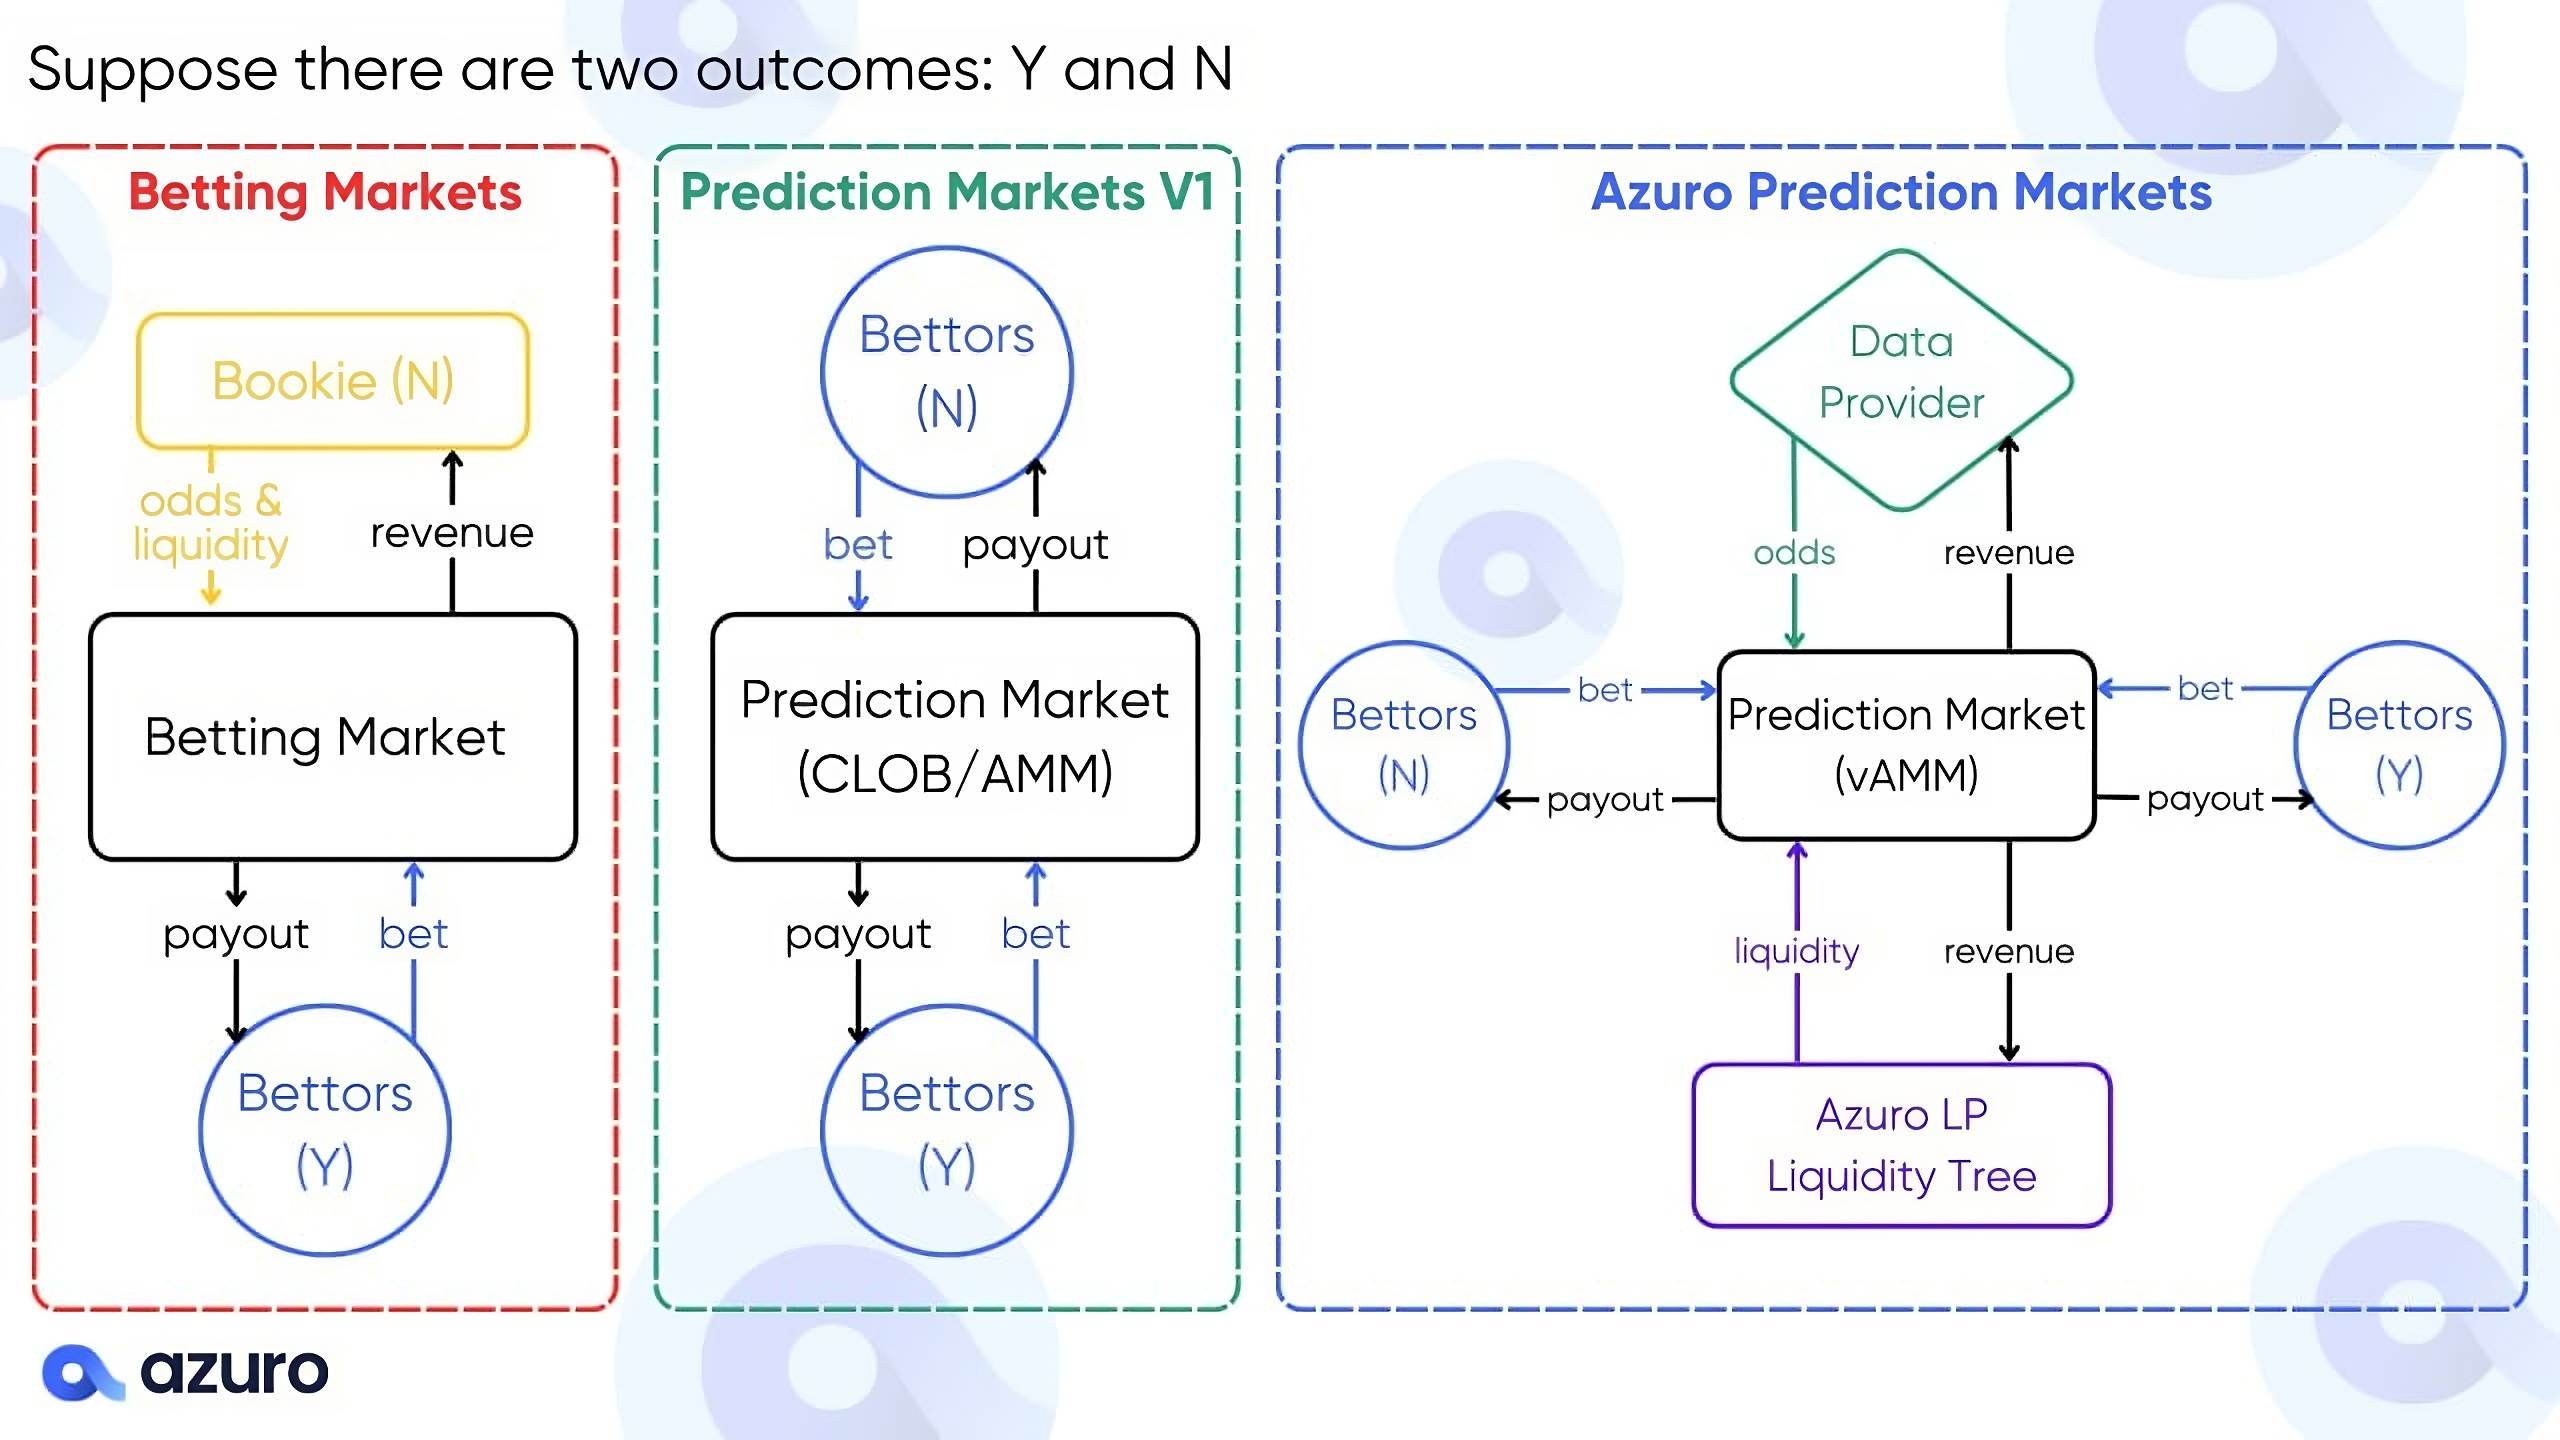 Suppose there are two outcomes: Y and N
Betting Markets
Bookie (N)
odds &
liquidity
revenue
Betting Market
payout
bet
Bettors
(Y)
Prediction Markets V1
Bettors
(N)
bet
payout
Prediction Market
(CLOB/AMM)
payout
bet
Bettors
(Y)
Azuro Prediction Markets
Data
Provider
odds
revenue
Bettors
(N)
bet
payout
Prediction Market
(vAMM)
bet
payout
Bettors
(Y)
liquidity
revenue
Azuro LP
Liquidity Tree
azuro